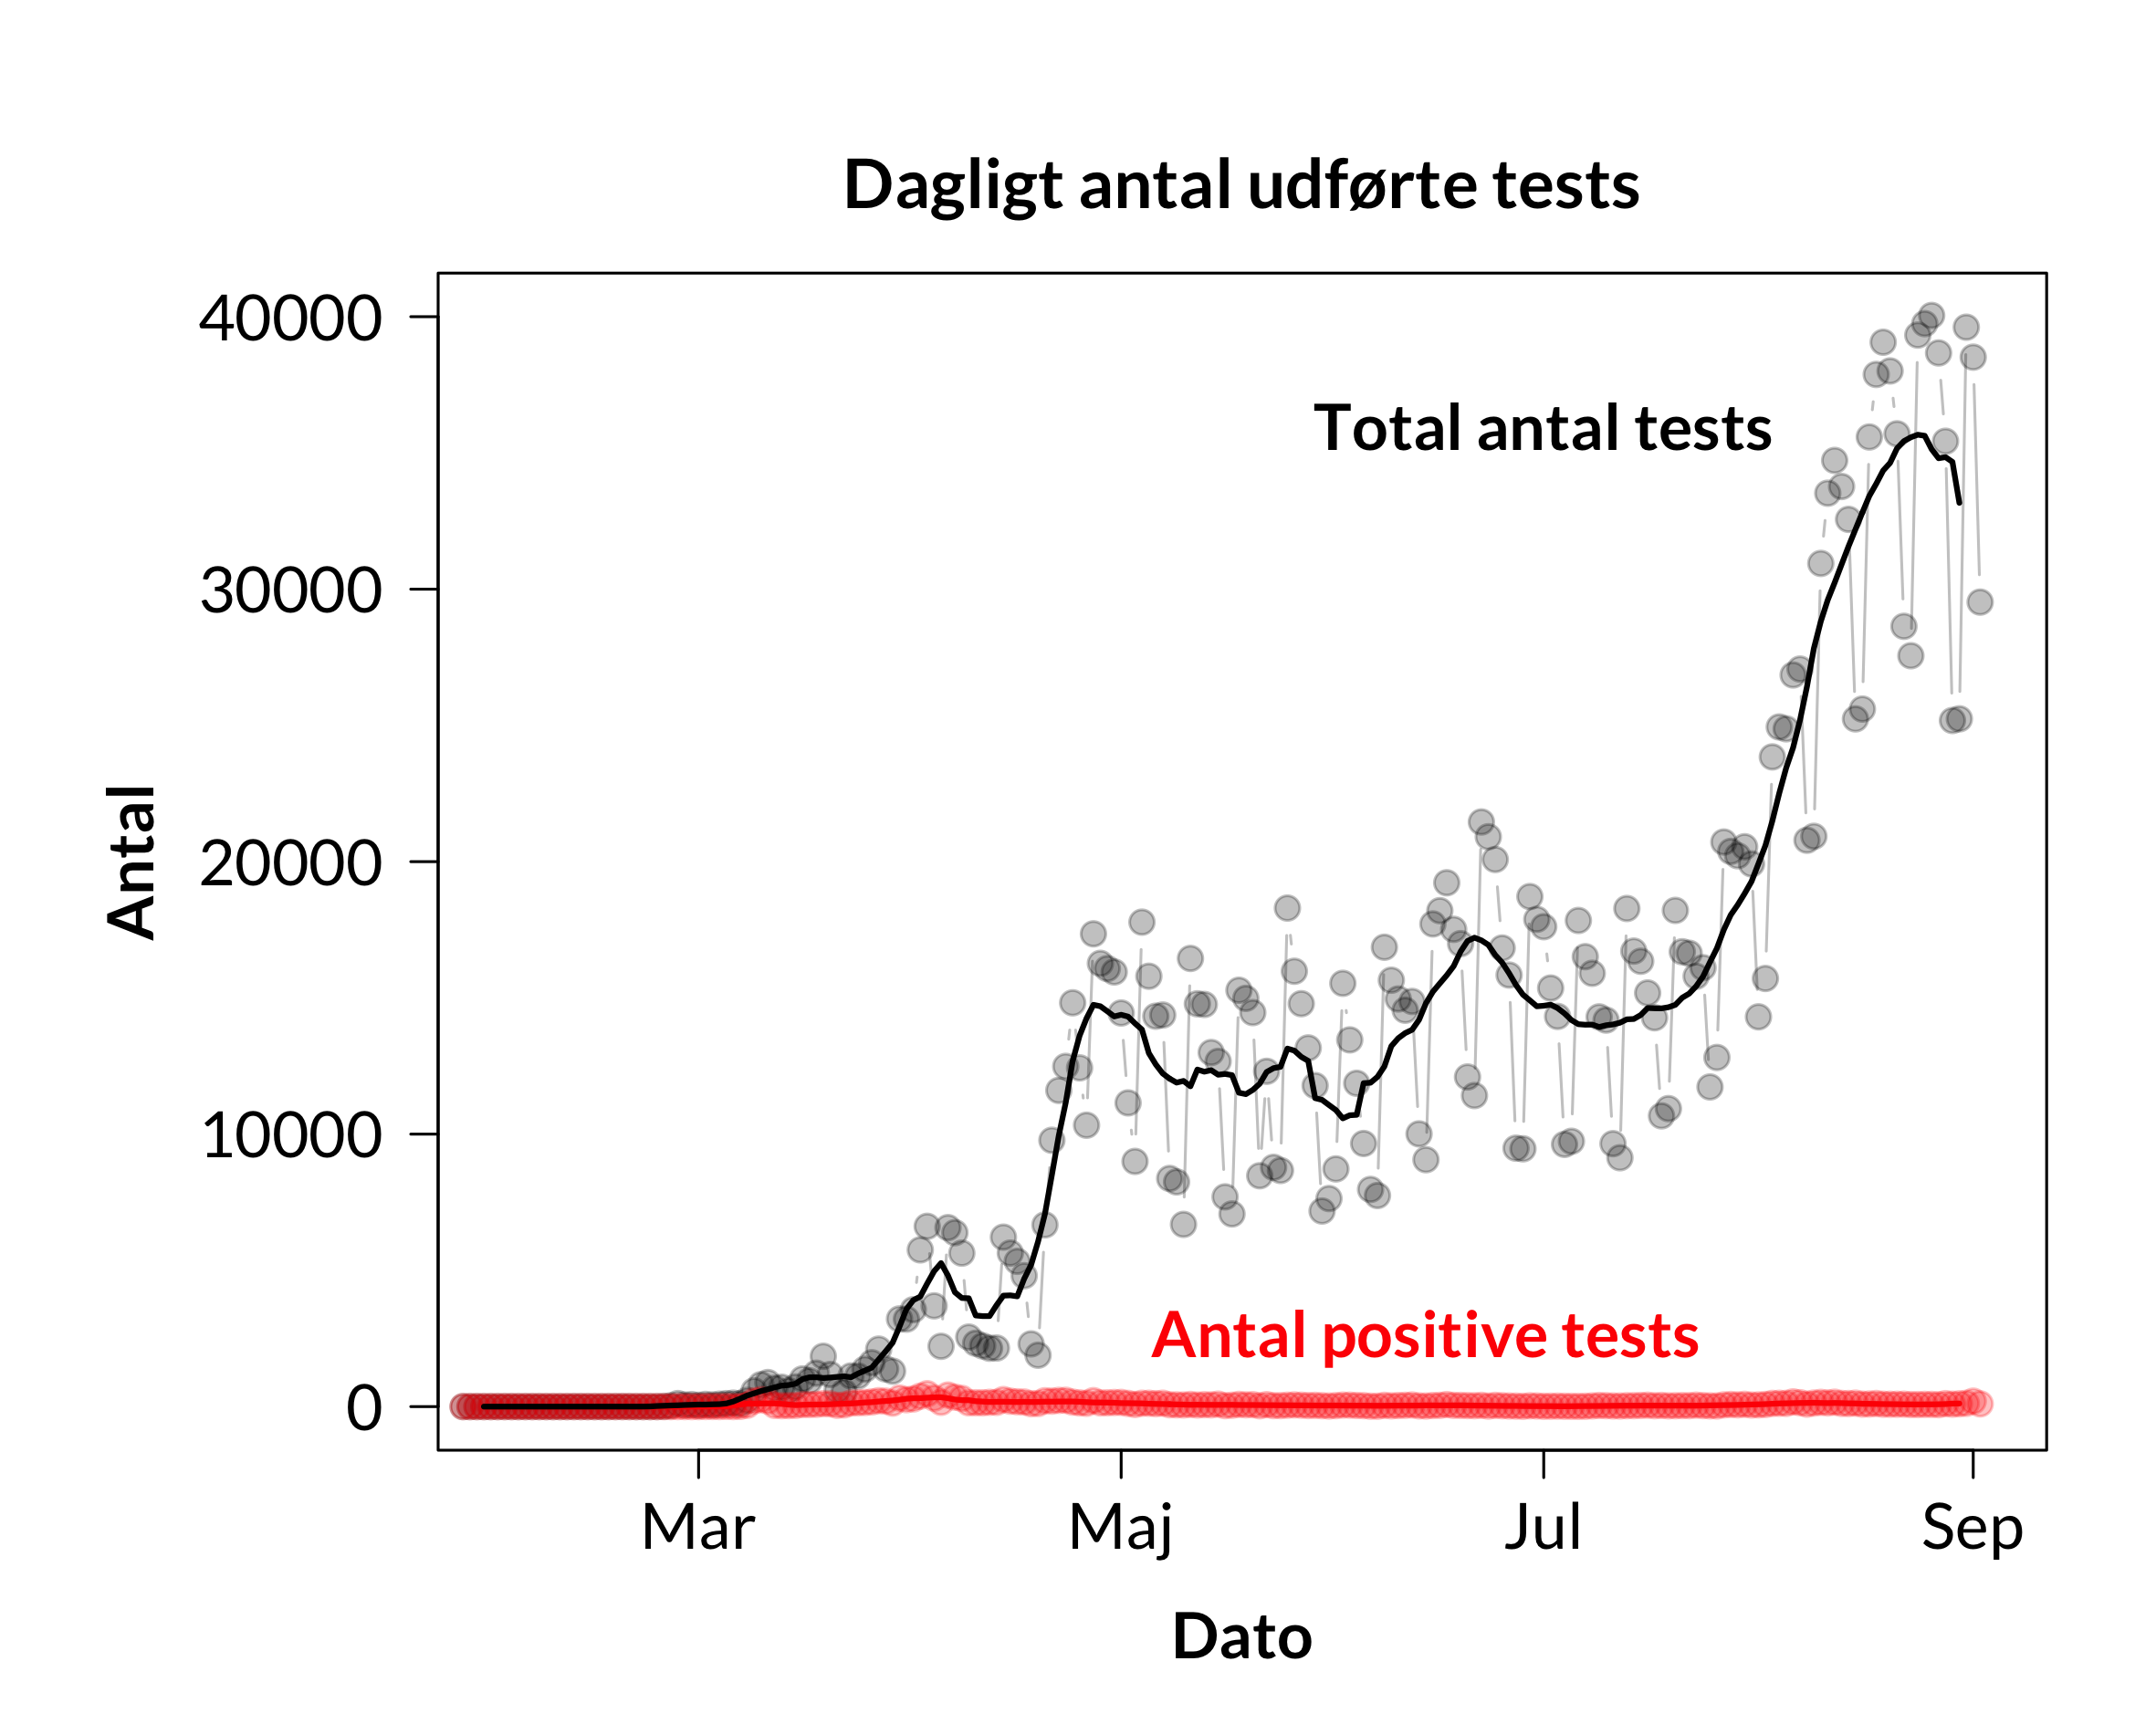 Dagligt antal udførte tests
40000
30000
20000
10000
0
Antal
Total antal tests
Antal positive tests
Mar
Maj
Jul
Sep
Dato